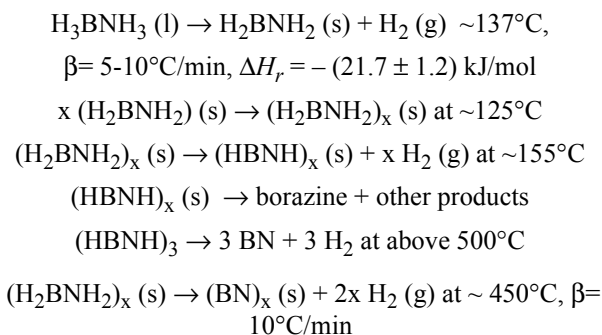 H₃BNH₃ (l) → H₂BNH₂ (s) + H₂ (g) ~137°C,
β= 5-10°C/min, ΔHᵣ = – (21.7 ± 1.2) kJ/mol
x (H₂BNH₂) (s) → (H₂BNH₂)ₓ (s) at ~125°C
(H₂BNH₂)ₓ (s) → (HBNH)ₓ (s) + x H₂ (g) at ~155°C
(HBNH)ₓ (s) → borazine + other products
(HBNH)₃ → 3 BN + 3 H₂ at above 500°C
(H₂BNH₂)ₓ (s) → (BN)ₓ (s) + 2x H₂ (g) at ~ 450°C, β=
10°C/min